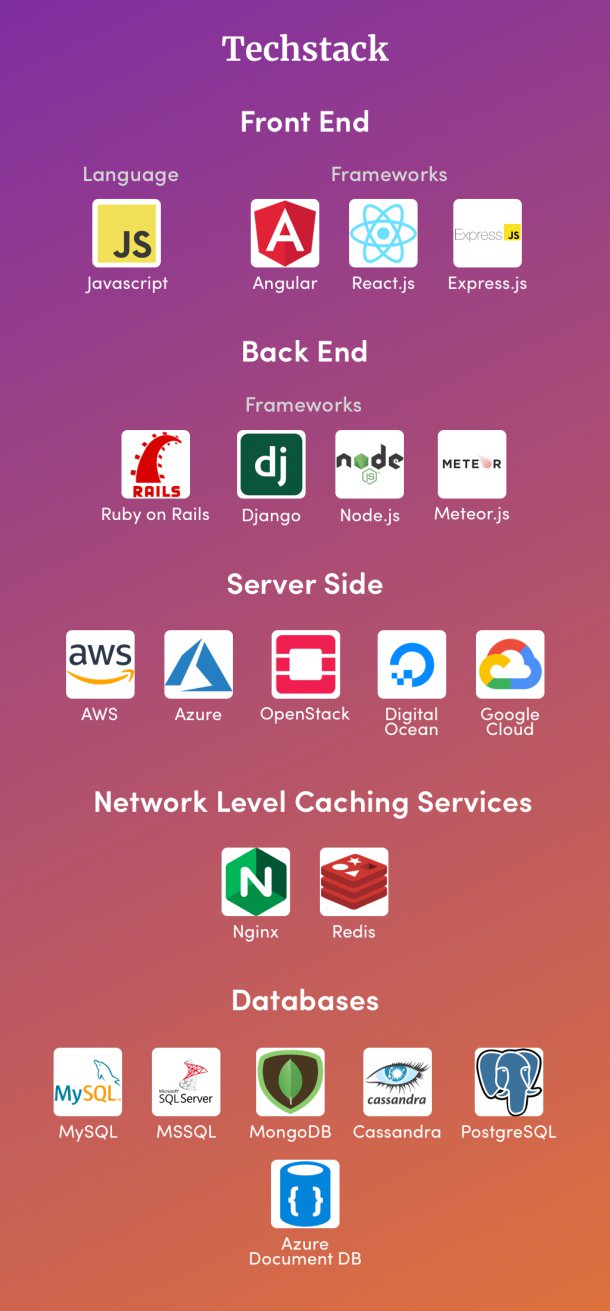 Techstack
Front End
Language
Frameworks
JS
Javascript
A
Angular
React.js
Express JS
Express.js
Back End
Frameworks
RAILS
Ruby on Rails
dj
Django
node
JS
Node.js
METEOR
Meteor.js
Server Side
aws
AWS
Azure
OpenStack
Digital
Ocean
Google
Cloud
Network Level Caching Services
N
Nginx
Redis
Databases
MySQL
MySQL
Microsoft
SQL Server
MSSQL
MongoDB
cassandra
Cassandra
PostgreSQL
{ }
Azure
Document DB